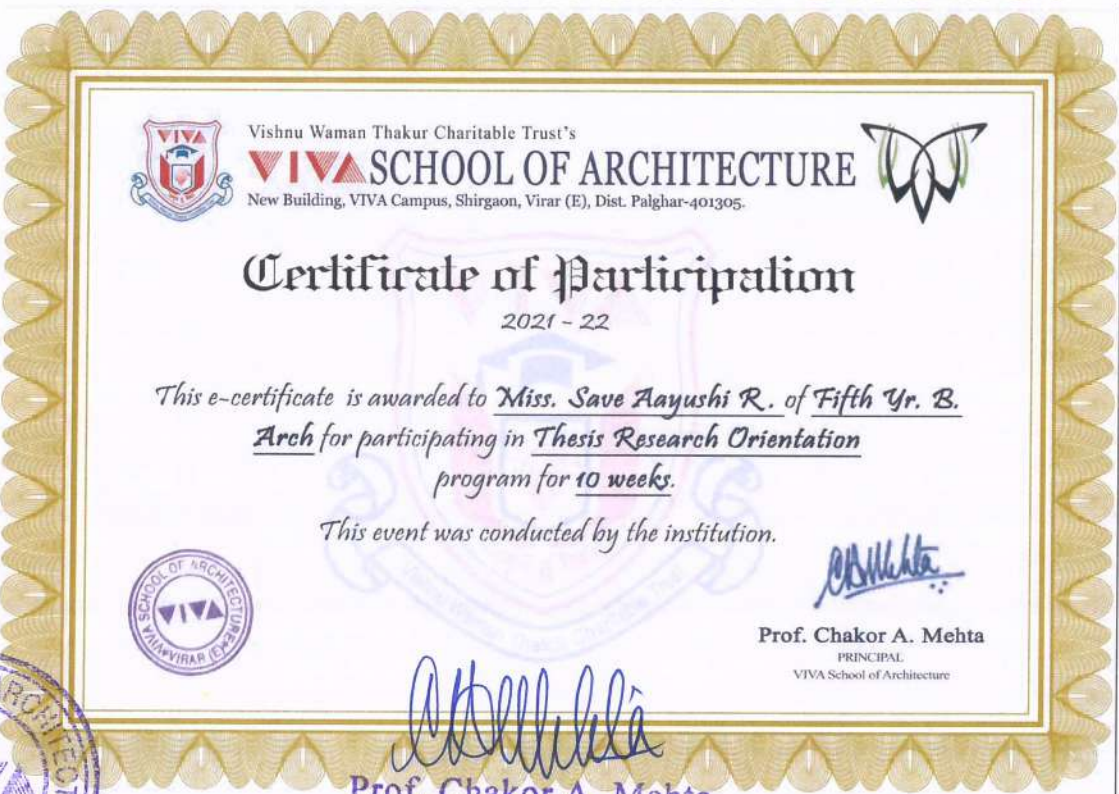 VIVA
Vishnu Waman Thakur Charitable Trust's
VIVA SCHOOL OF ARCHITECTURE
New Building, VIVA Campus, Shirgaon, Virar (E), Dist. Palghar-401305.
Certificate of Participation
2021 - 22
This e-certificate is awarded to Miss. Save Aayushi R. of Fifth Yr. B.
Arch for participating in Thesis Research Orientation
program for 10 weeks.
This event was conducted by the institution.
VIVA SCHOOL OF ARCHITECTURE
VIVA
VIRAR (E)
CAMehta
Prof. Chakor A. Mehta
PRINCIPAL
VIVA School of Architecture
Prof. Chakor A. Mehta